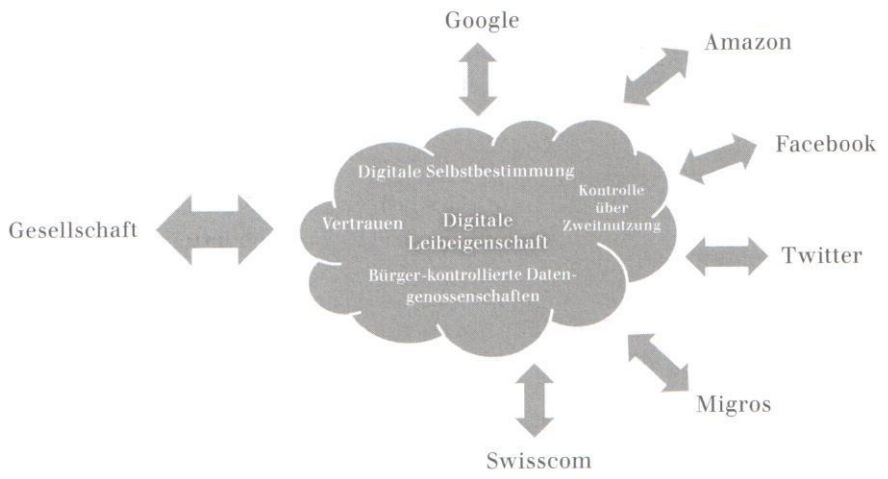 Google
Amazon
Facebook
Digitale Selbstbestimmung
Kontrolle
über
Zweitnutzung
Vertrauen
Digitale
Leibeigenschaft
Gesellschaft
Twitter
Bürger-kontrollierte Daten-
genossenschaften
Migros
Swisscom